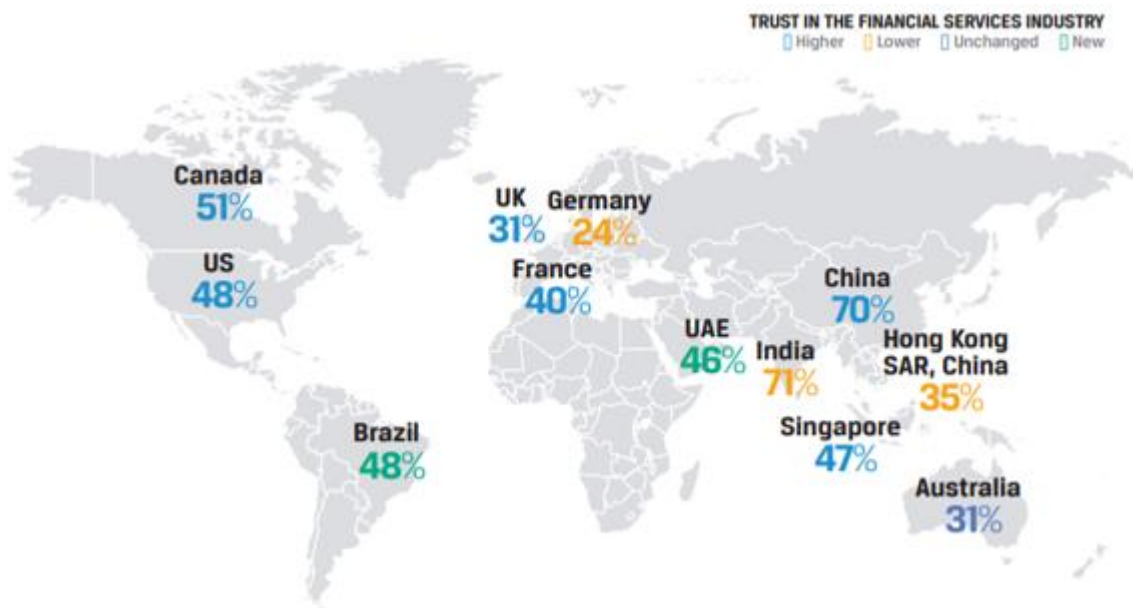 TRUST IN THE FINANCIAL SERVICES INDUSTRY
Higher Lower Unchanged New
Canada
51%
US
48%
UK
31%
Germany
24%
France
40%
China
70%
UAE
46%
India
71%
Hong Kong
SAR, China
35%
Singapore
47%
Brazil
48%
Australia
31%